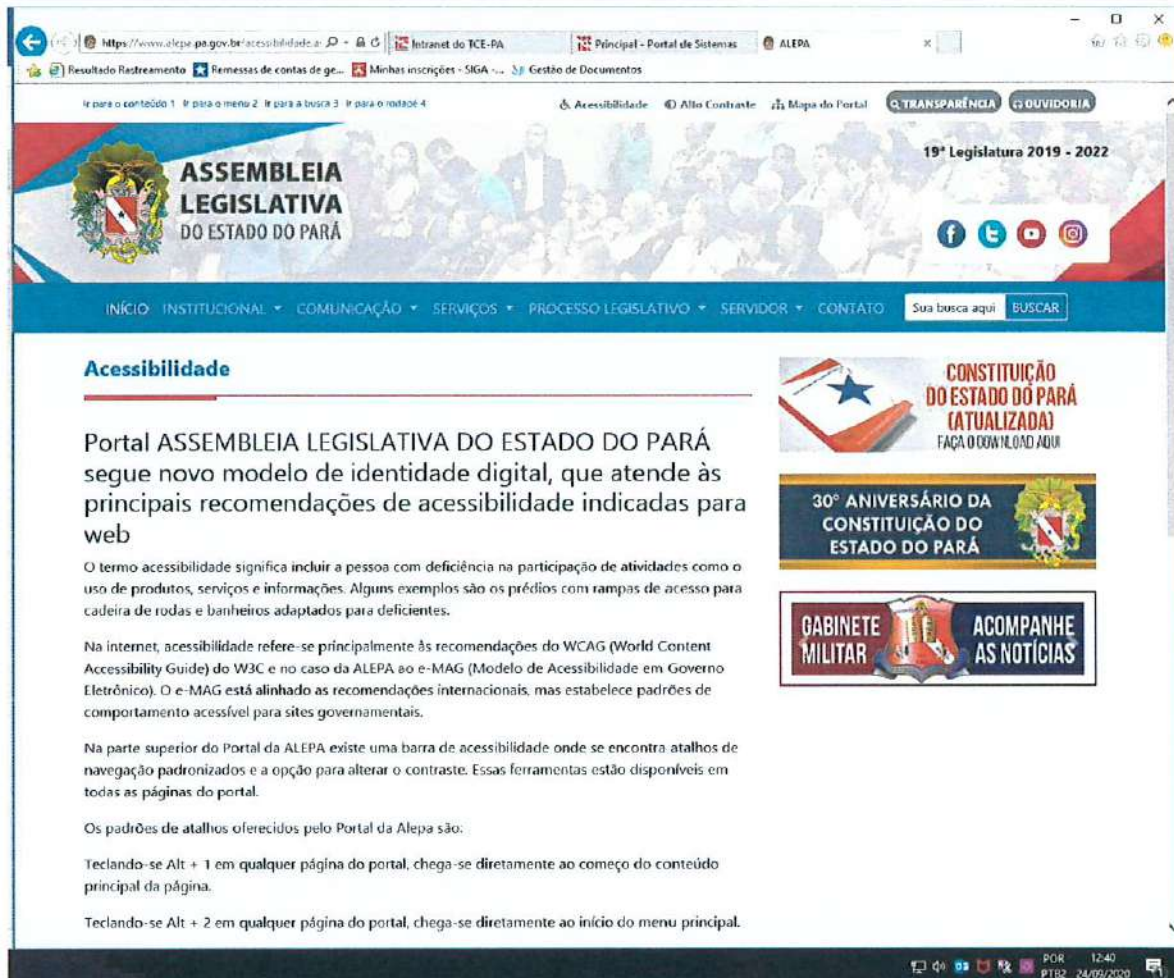 https://www.alepa.pa.gov.br/acessibilidade.a
Intranet do TCE-PA
Principal - Portal de Sistemas
ALEPA
Resultado Rastreamento
Remessas de contas de ge...
Minhas inscrições - SIGA -...
Gestão de Documentos
Ir para o conteúdo 1 Ir para o menu 2 Ir para a busca 3 Ir para o rodapé 4
Acessibilidade Alto Contraste Mapa do Portal TRANSPARÊNCIA OUVIDORIA
ASSEMBLEIA
LEGISLATIVA
DO ESTADO DO PARÁ
19ª Legislatura 2019 - 2022
INÍCIO INSTITUCIONAL COMUNICAÇÃO SERVIÇOS PROCESSO LEGISLATIVO SERVIDOR CONTATO Sua busca aqui BUSCAR
Acessibilidade
Portal ASSEMBLEIA LEGISLATIVA DO ESTADO DO PARÁ
segue novo modelo de identidade digital, que atende às
principais recomendações de acessibilidade indicadas para
web
O termo acessibilidade significa incluir a pessoa com deficiência na participação de atividades como o
uso de produtos, serviços e informações. Alguns exemplos são os prédios com rampas de acesso para
cadeira de rodas e banheiros adaptados para deficientes.
Na internet, acessibilidade refere-se principalmente às recomendações do WCAG (World Content
Accessibility Guide) do W3C e no caso da ALEPA ao e-MAG (Modelo de Acessibilidade em Governo
Eletrônico). O e-MAG está alinhado as recomendações internacionais, mas estabelece padrões de
comportamento acessível para sites governamentais.
Na parte superior do Portal da ALEPA existe uma barra de acessibilidade onde se encontra atalhos de
navegação padronizados e a opção para alterar o contraste. Essas ferramentas estão disponíveis em
todas as páginas do portal.
Os padrões de atalhos oferecidos pelo Portal da Alepa são:
Teclando-se Alt + 1 em qualquer página do portal, chega-se diretamente ao começo do conteúdo
principal da página.
Teclando-se Alt + 2 em qualquer página do portal, chega-se diretamente ao início do menu principal.
CONSTITUIÇÃO
DO ESTADO DO PARÁ
(ATUALIZADA)
FAÇA O DOWNLOAD AQUI
30º ANIVERSÁRIO DA
CONSTITUIÇÃO DO
ESTADO DO PARÁ
GABINETE
MILITAR
ACOMPANHE
AS NOTÍCIAS
POR
PTB2
12:40
24/09/2020